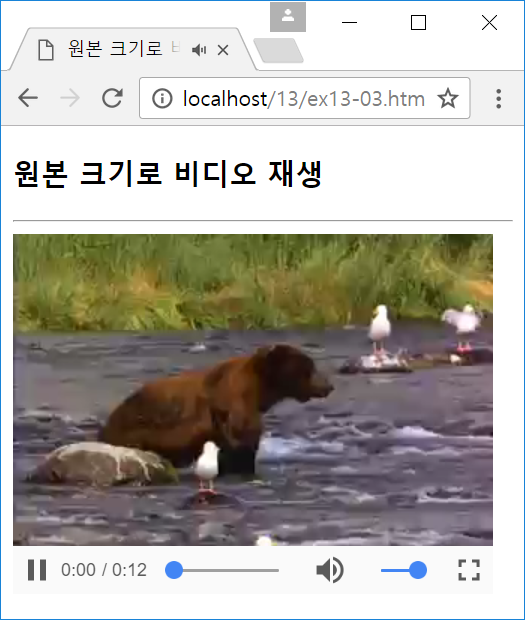 원본 크기로
localhost/13/ex13-03.htm
원본 크기로 비디오 재생
0:00 / 0:12